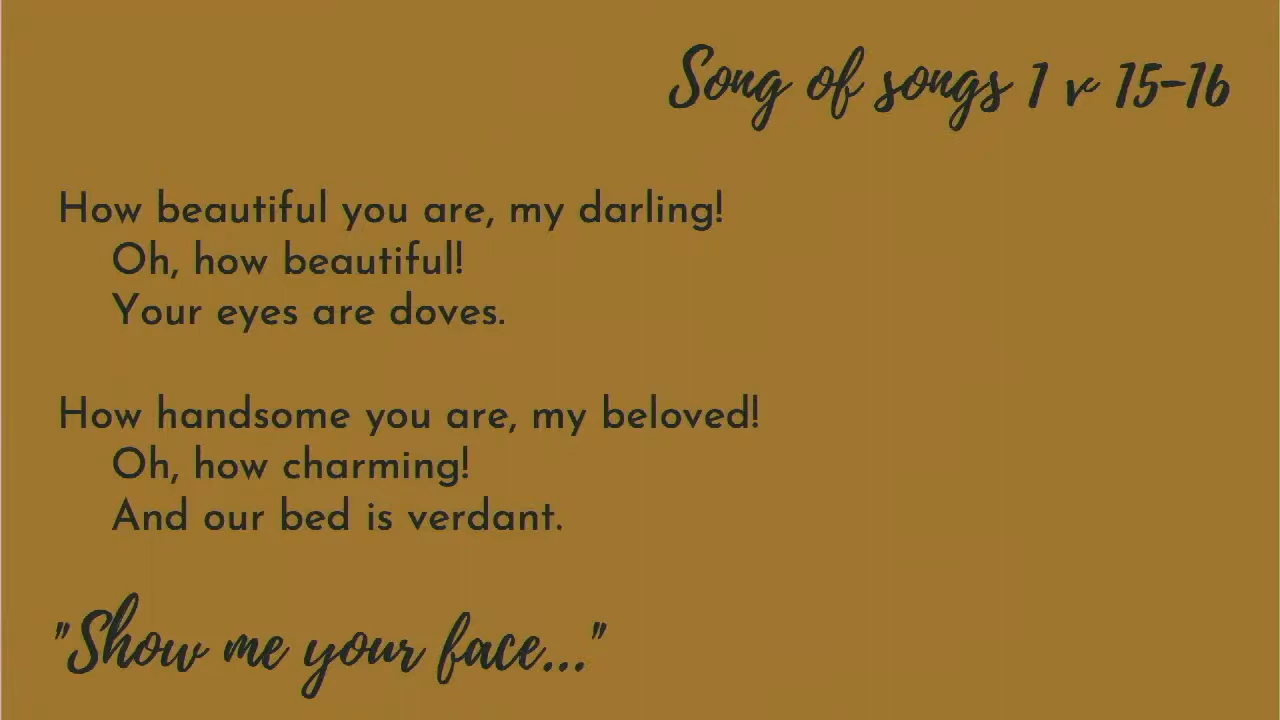 Song of songs 1 v 15-16
How beautiful you are, my darling!
Oh, how beautiful!
Your eyes are doves.
How handsome you are, my beloved!
Oh, how charming!
And our bed is verdant.
"Show me your face..."